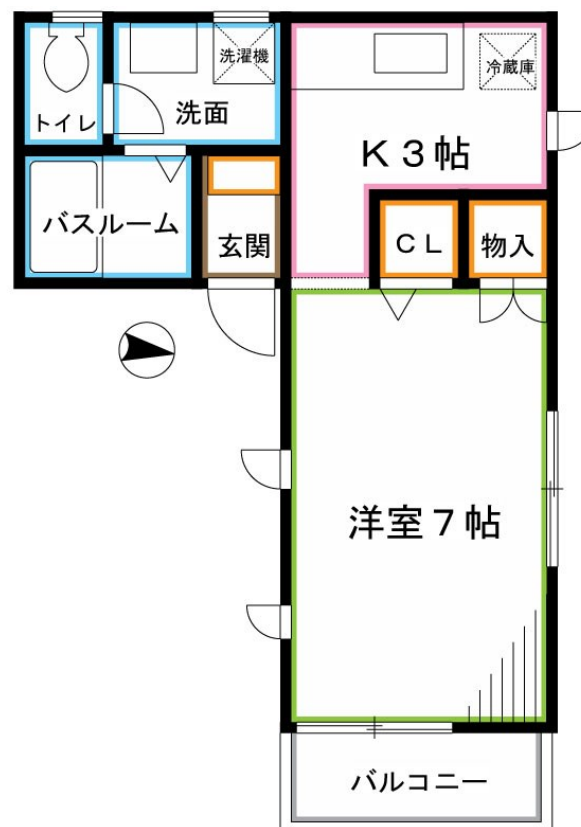 洗濯機
冷蔵庫
トイレ
洗面
K3帖
バスルーム
玄関
CL
物入
洋室7帖
バルコニー